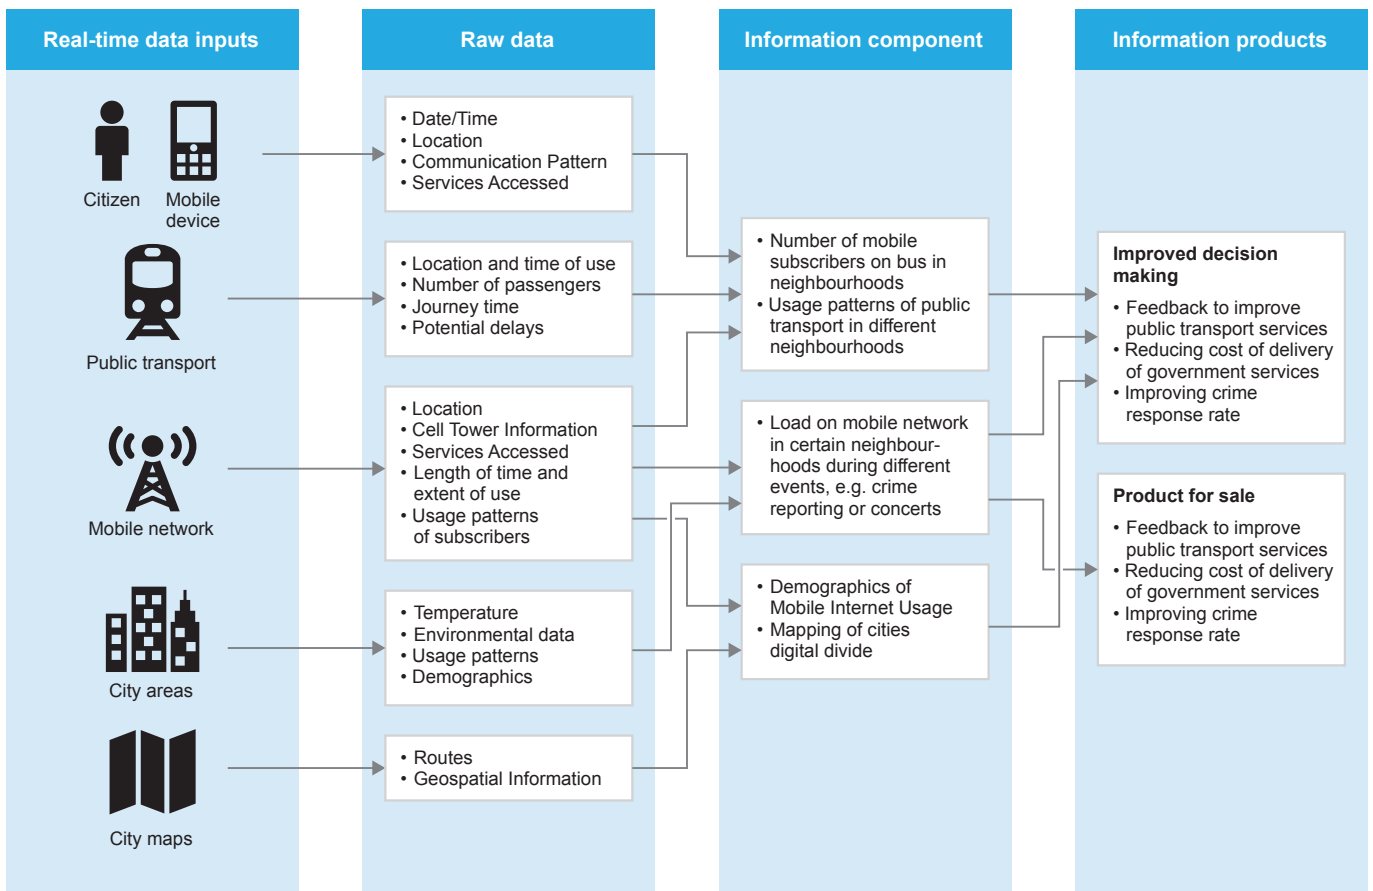 Real-time data inputs
Raw data
Information component
Information products
Citizen
Mobile
device
Public transport
Mobile network
City areas
City maps
• Date/Time
• Location
• Communication Pattern
• Services Accessed
• Location and time of use
• Number of passengers
• Journey time
• Potential delays
• Location
• Cell Tower Information
• Services Accessed
• Length of time and
extent of use
• Usage patterns
of subscribers
• Temperature
• Environmental data
• Usage patterns
• Demographics
• Routes
• Geospatial Information
• Number of mobile
subscribers on bus in
neighbourhoods
• Usage patterns of public
transport in different
neighbourhoods
• Load on mobile network
in certain neighbour-
hoods during different
events, e.g. crime
reporting or concerts
• Demographics of
Mobile Internet Usage
• Mapping of cities
digital divide
Improved decision
making
• Feedback to improve
public transport services
• Reducing cost of delivery
of government services
• Improving crime
response rate
Product for sale
• Feedback to improve
public transport services
• Reducing cost of delivery
of government services
• Improving crime
response rate